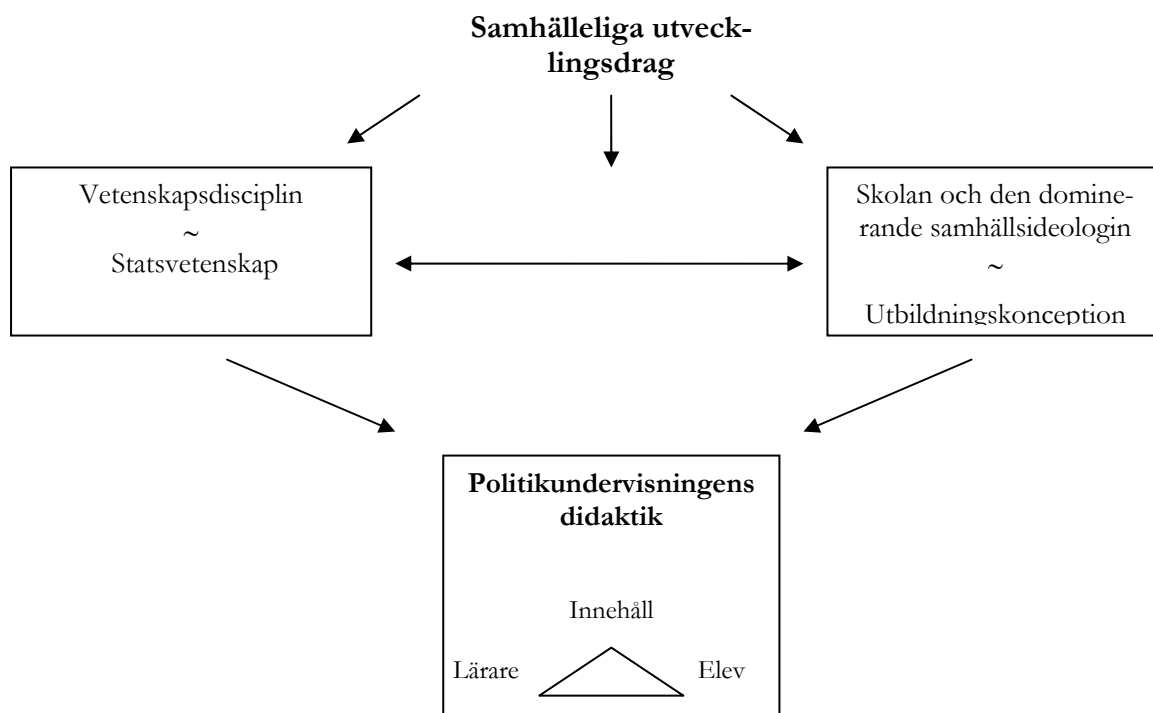 Samhälleliga utveck-
lingsdrag
Vetenskapsdisciplin
~
Statsvetenskap
Skolan och den domine-
rande samhällsideologin
~
Utbildningskonception
Politikundervisningens
didaktik
Innehåll
Lärare
Elev